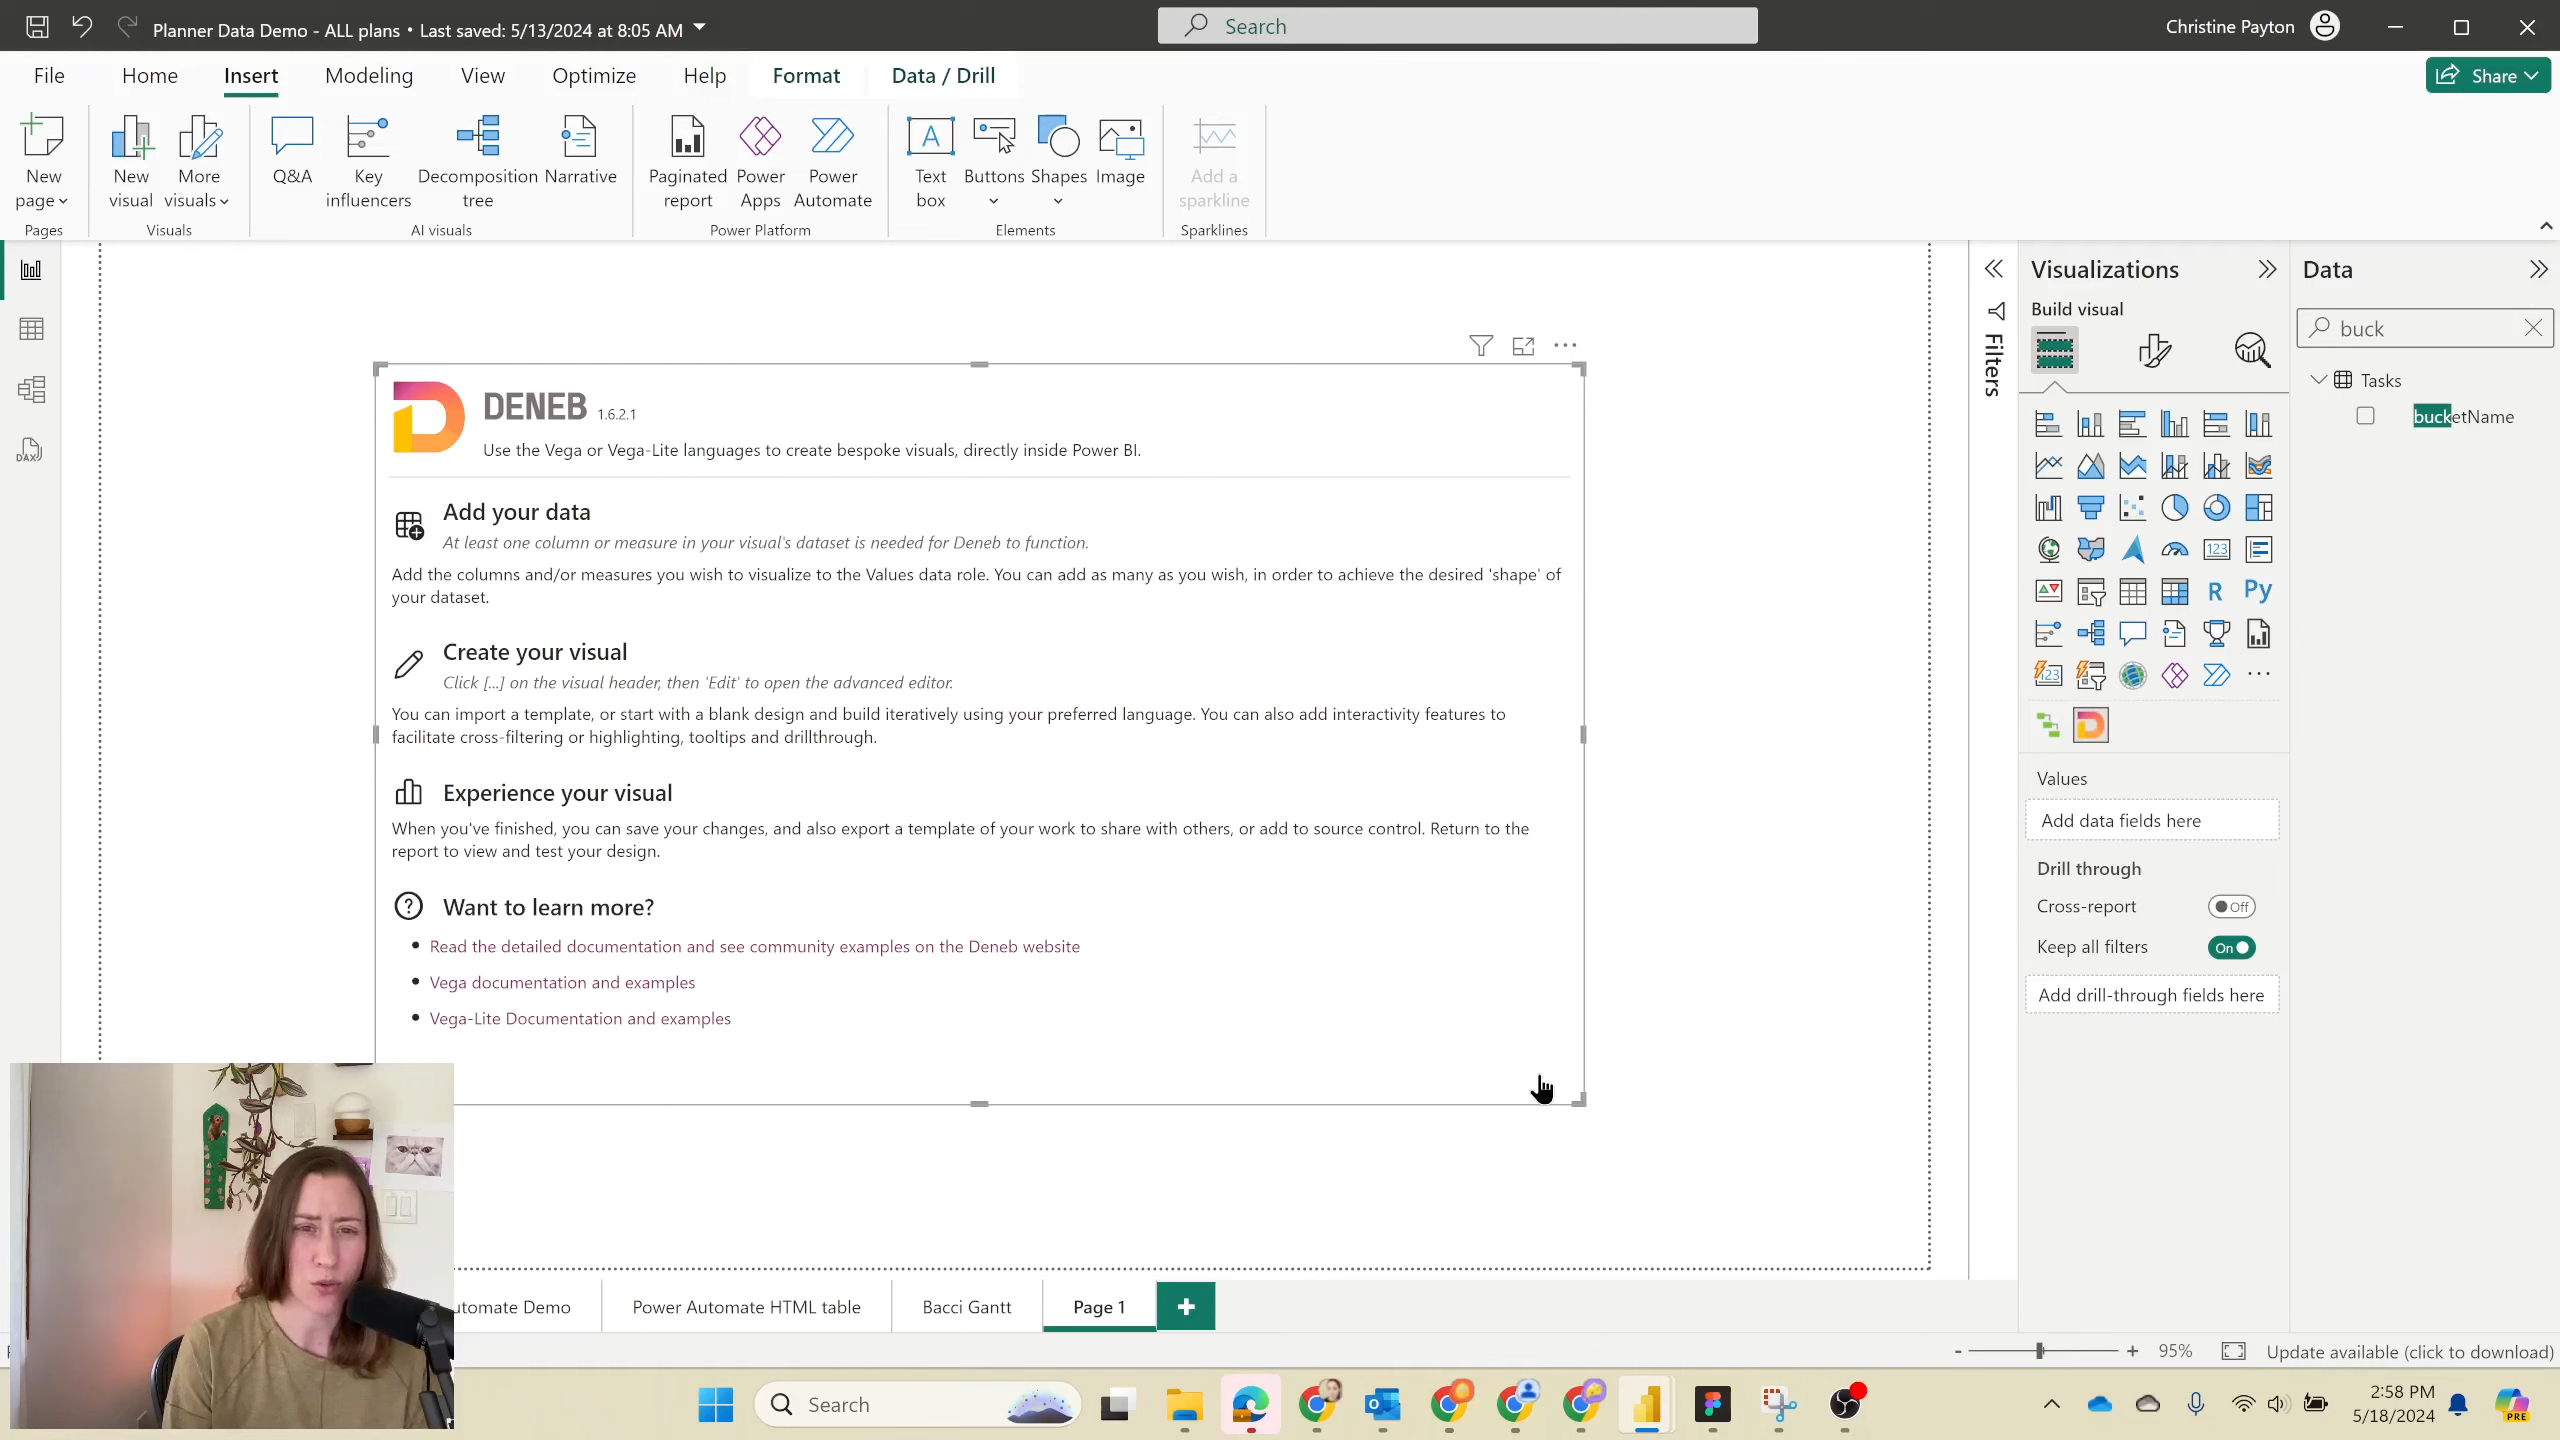 Planner Data Demo - ALL plans • Last saved: 5/13/2024 at 8:05 AM
Search
Christine Payton
File Home Insert Modeling View Optimize Help Format Data / Drill
Share
New page
New visual
More visuals
Q&A
Key influencers
Decomposition tree
Narrative
Paginated report
Power Apps
Power Automate
Text box
Buttons
Shapes
Image
Add a sparkline
Pages Visuals AI visuals Power Platform Elements Sparklines
DENEB 1.6.2.1
Use the Vega or Vega-Lite languages to create bespoke visuals, directly inside Power BI.
Add your data
At least one column or measure in your visual's dataset is needed for Deneb to function.
Add the columns and/or measures you wish to visualize to the Values data role. You can add as many as you wish, in order to achieve the desired 'shape' of
your dataset.
Create your visual
Click [...] on the visual header, then 'Edit' to open the advanced editor.
You can import a template, or start with a blank design and build iteratively using your preferred language. You can also add interactivity features to
facilitate cross-filtering or highlighting, tooltips and drillthrough.
Experience your visual
When you've finished, you can save your changes, and also export a template of your work to share with others, or add to source control. Return to the
report to view and test your design.
Want to learn more?
• Read the detailed documentation and see community examples on the Deneb website
• Vega documentation and examples
• Vega-Lite Documentation and examples
DAX
Filters
Visualizations
Build visual
123
R
Py
123
Values
Add data fields here
Drill through
Cross-report Off
Keep all filters On
Add drill-through fields here
Data
buck
Tasks
bucketName
utomate Demo Power Automate HTML table Bacci Gantt Page 1 +
- + 95% Update available (click to download)
Search
2:58 PM
5/18/2024
PRE